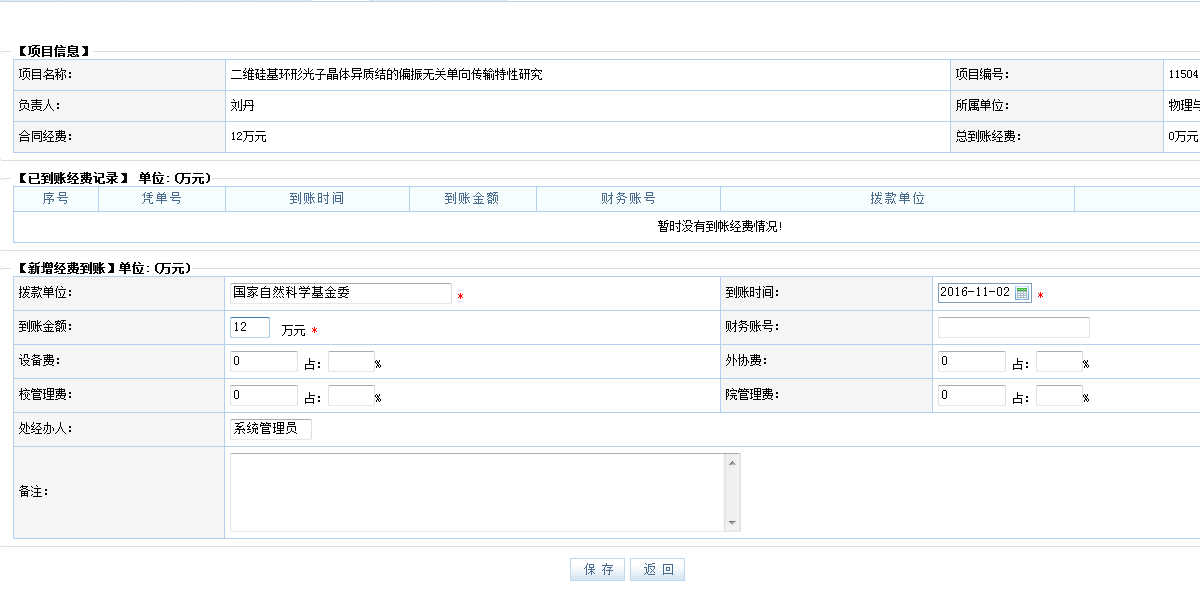 【项目信息】
项目名称: 二维硅基环形光子晶体异质结的偏振无关单向传输特性研究 项目编号: 11504
负责人: 刘丹 所属单位: 物理与
合同经费: 12万元 总到账经费: 0万元
【已到账经费记录】 单位:(万元)
序号 凭单号 到账时间 到账金额 财务账号 拨款单位
暂时没有到帐经费情况!
【新增经费到账】单位:(万元)
拨款单位: 国家自然科学基金委 * 到账时间: 2016-11-02 *
到账金额: 12 万元 * 财务账号:
设备费: 0 占: % 外协费: 0 占: %
校管理费: 0 占: % 院管理费: 0 占: %
处经办人: 系统管理员
备注:
保存 返回